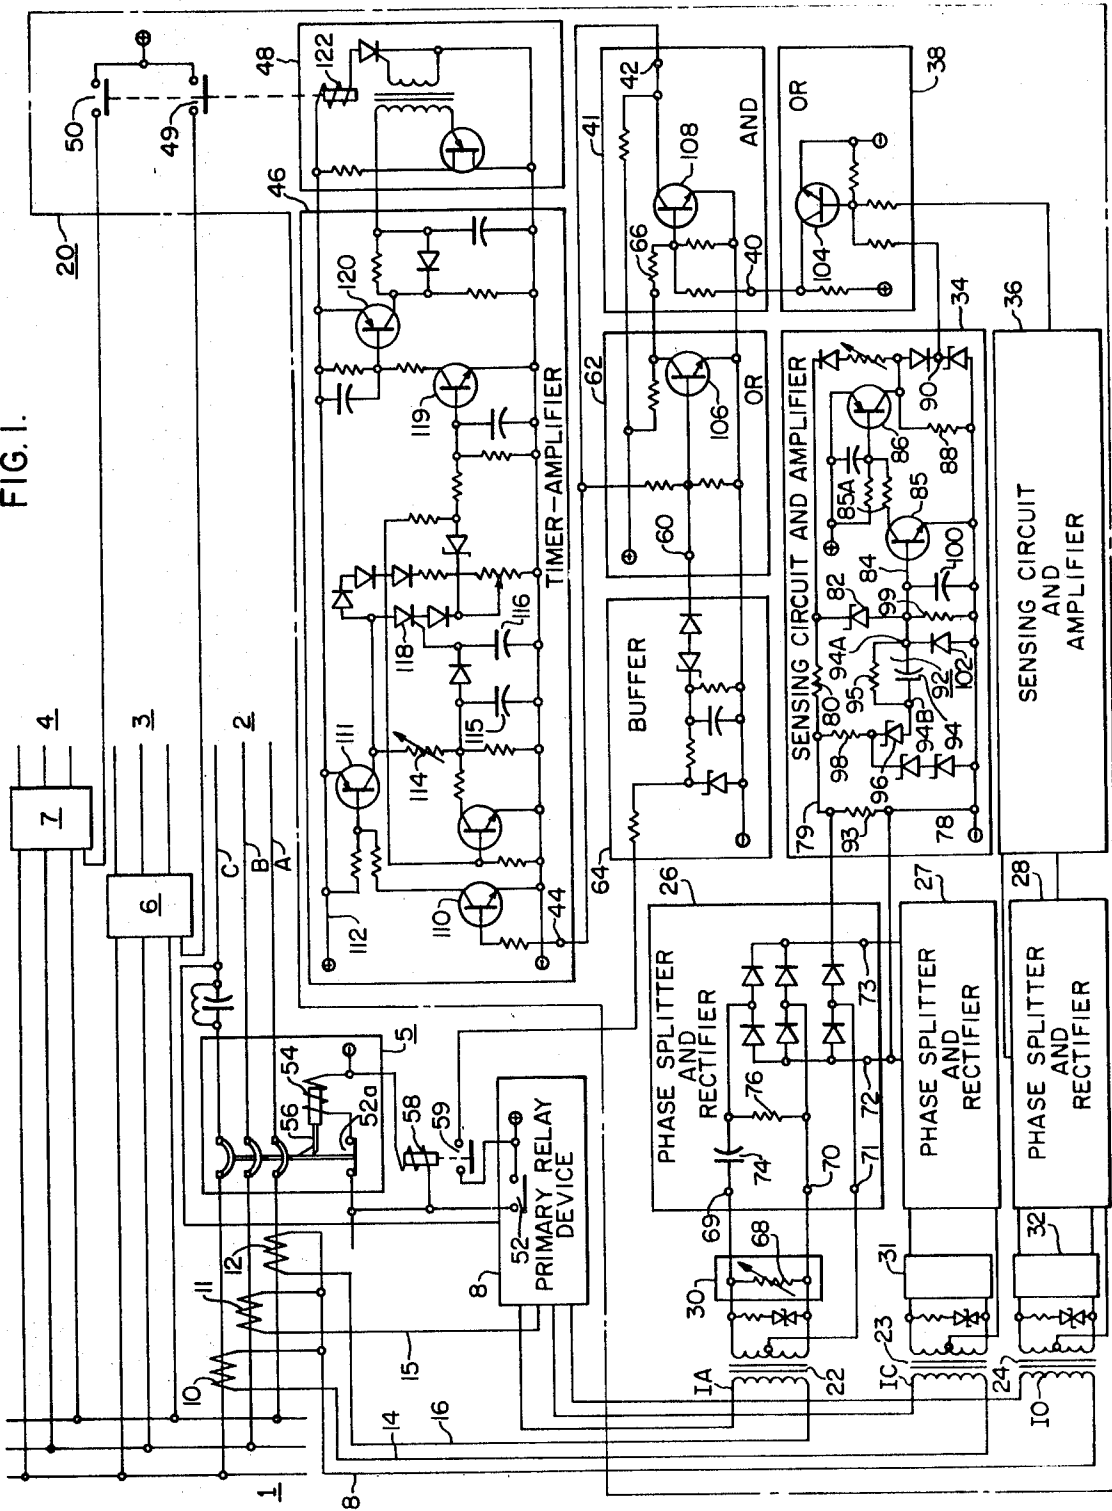 FIG. 1.
20
50
49
48
122
4
7
3
6
2
C
B
A
1
8
5
54
56
52a
58
59
52
PRIMARY RELAY
DEVICE
8
10
11
12
14
15
16
46
TIMER-AMPLIFIER
112
110
111
114
115
116
118
119
120
44
41
42
AND
108
66
40
38
OR
104
62
OR
106
60
64
BUFFER
34
SENSING CIRCUIT AND AMPLIFIER
79
93
78
98
96
94B
94
80
95
94A
94
92
102
82
99
84
400
85
85A
86
88
90
36
SENSING CIRCUIT
AND
AMPLIFIER
26
PHASE SPLITTER
AND
RECTIFIER
69
74
76
70
71
72
73
27
PHASE SPLITTER
AND
RECTIFIER
28
PHASE SPLITTER
AND
RECTIFIER
30
68
31
32
IA
22
IC
23
24
IO